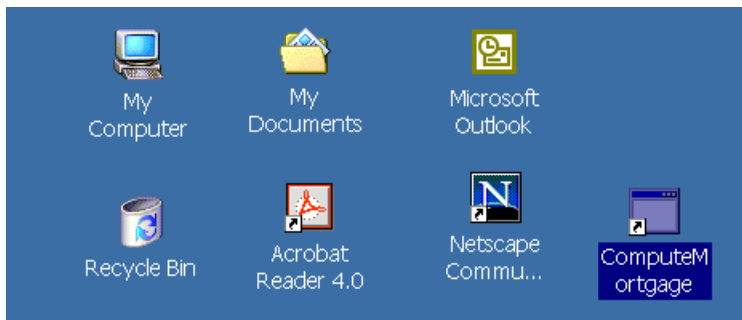 My
Computer
My
Documents
Microsoft
Outlook
Recycle Bin
Acrobat
Reader 4.0
Netscape
Commu...
ComputeM
ortgage